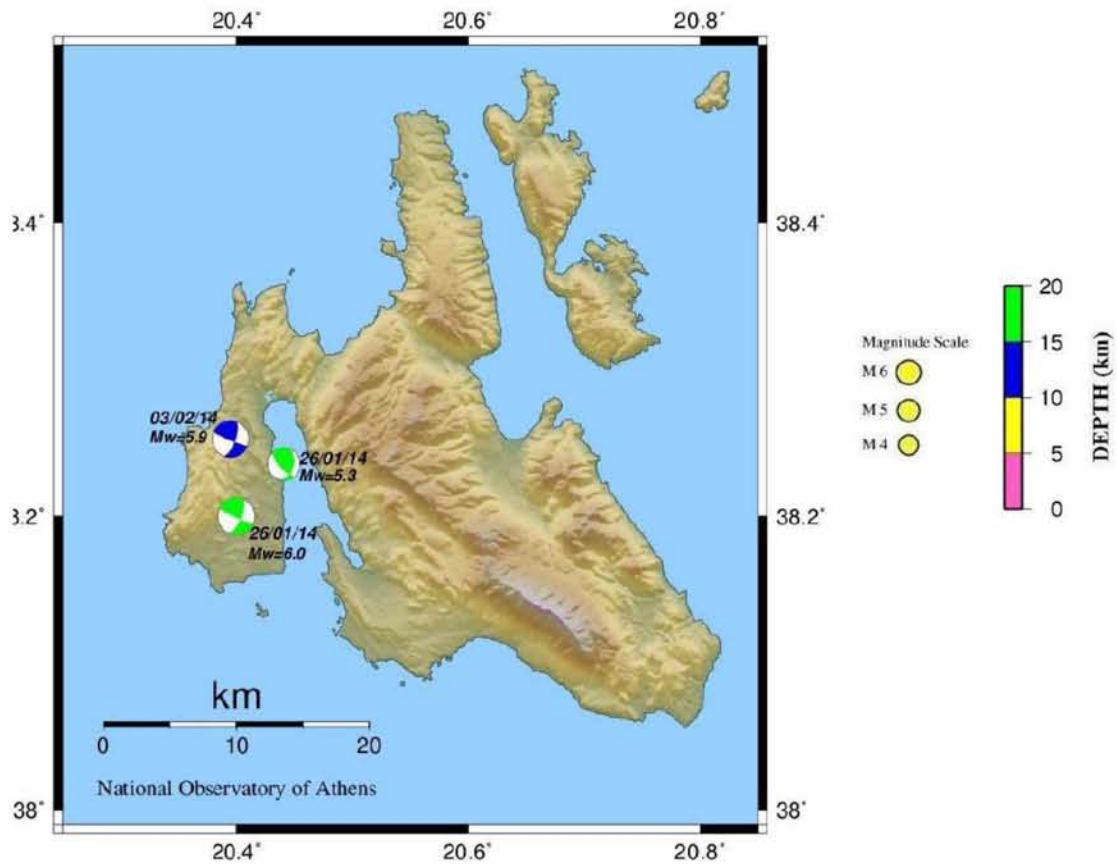 20.4˚ 20.6˚ 20.8˚
3.4˚ 38.4˚
20
15
10
5
0
DEPTH (km)
Magnitude Scale
M 6
M 5
M 4
03/02/14
Mw=5.9
26/01/14
Mw=5.3
3.2˚ 38.2˚
26/01/14
Mw=6.0
km
0 10 20
National Observatory of Athens
38˚ 38˚
20.4˚ 20.6˚ 20.8˚